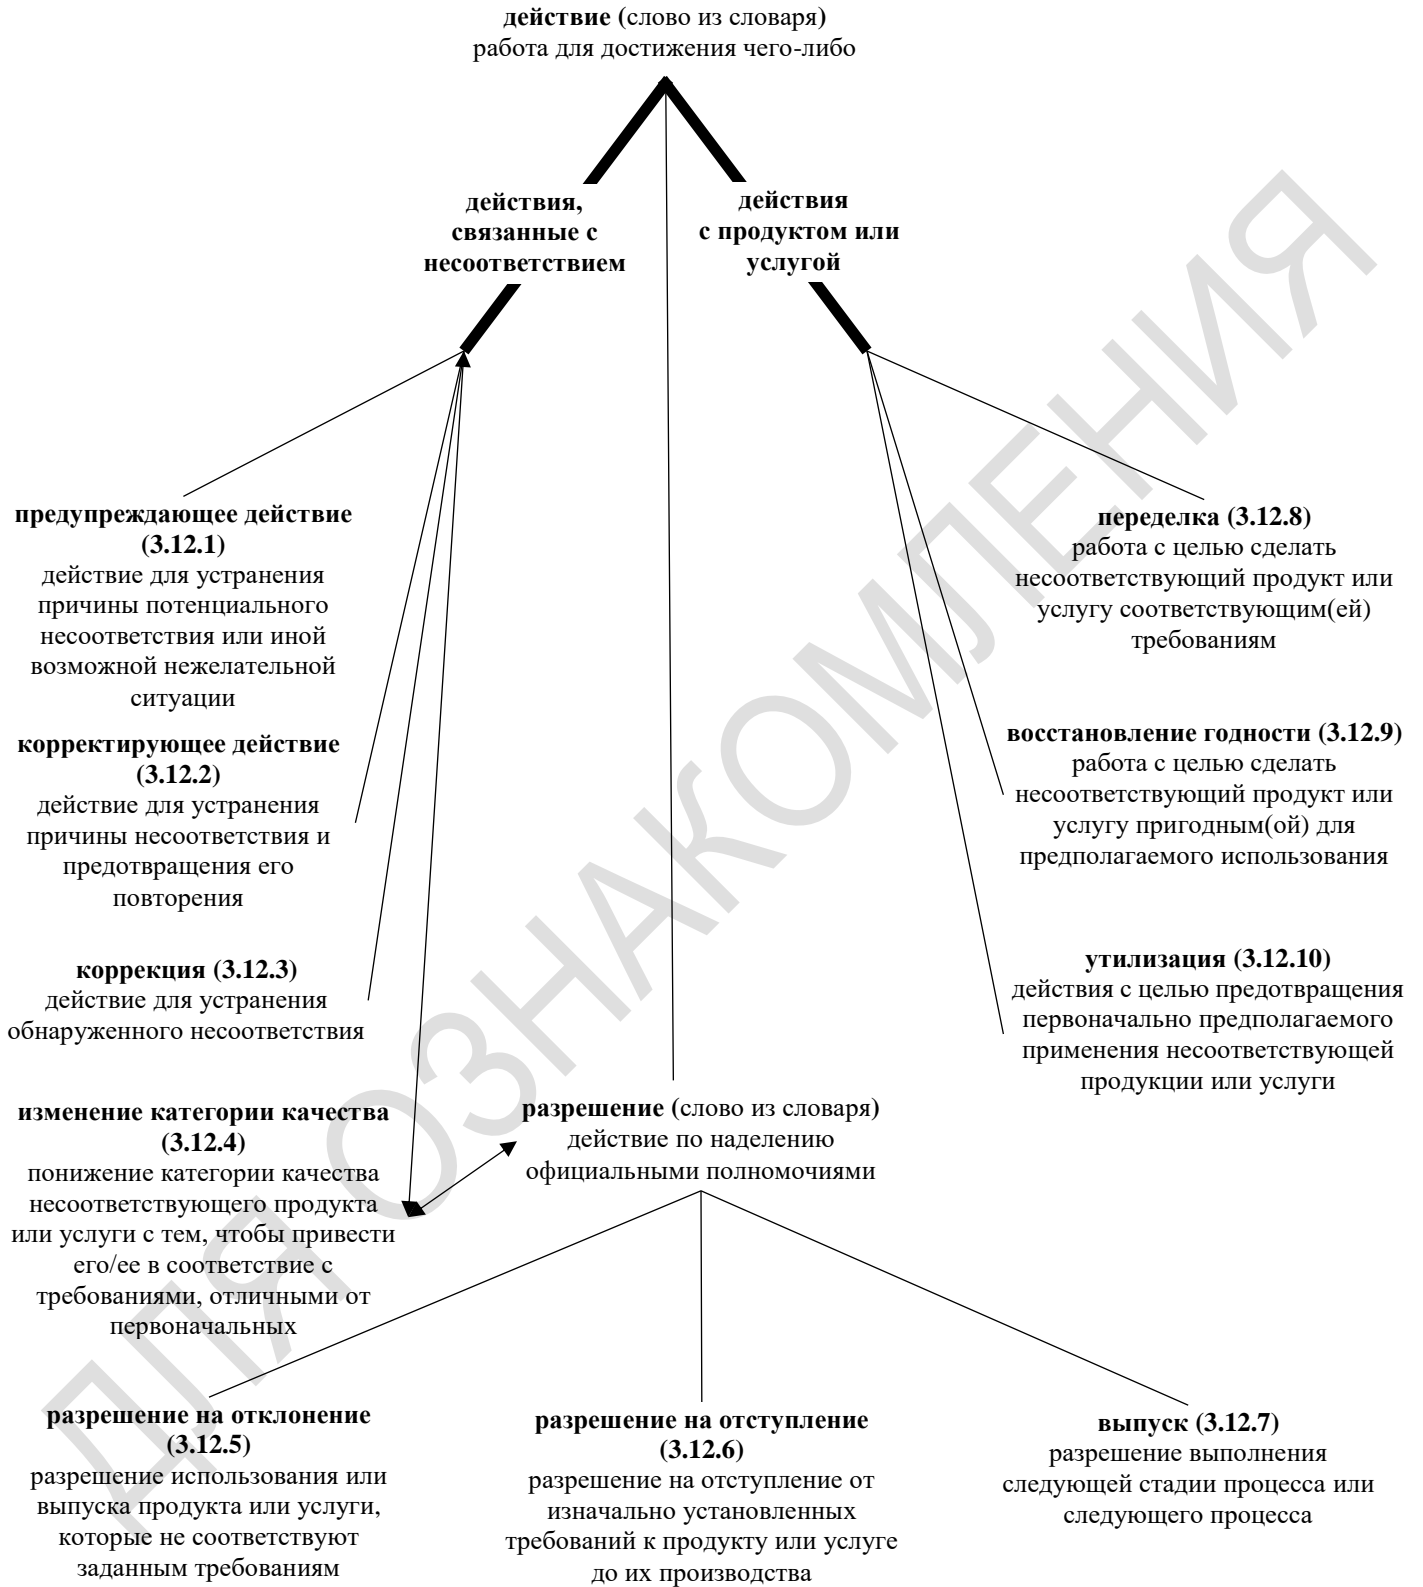 действие (слово из словаря)
работа для достижения чего-либо
действия,
связанные с
несоответствием
действия
с продуктом или
услугой
предупреждающее действие
(3.12.1)
действие для устранения
причины потенциального
несоответствия или иной
возможной нежелательной
ситуации
корректирующее действие
(3.12.2)
действие для устранения
причины несоответствия и
предотвращения его
повторения
коррекция (3.12.3)
действие для устранения
обнаруженного несоответствия
изменение категории качества
(3.12.4)
понижение категории качества
несоответствующего продукта
или услуги с тем, чтобы привести
его/ее в соответствие с
требованиями, отличными от
первоначальных
переделка (3.12.8)
работа с целью сделать
несоответствующий продукт или
услугу соответствующим(ей)
требованиям
восстановление годности (3.12.9)
работа с целью сделать
несоответствующий продукт или
услугу пригодным(ой) для
предполагаемого использования
утилизация (3.12.10)
действия с целью предотвращения
первоначально предполагаемого
применения несоответствующей
продукции или услуги
разрешение (слово из словаря)
действие по наделению
официальными полномочиями
разрешение на отклонение
(3.12.5)
разрешение использования или
выпуска продукта или услуги,
которые не соответствуют
заданным требованиям
разрешение на отступление
(3.12.6)
разрешение на отступление от
изначально установленных
требований к продукту или услуге
до их производства
выпуск (3.12.7)
разрешение выполнения
следующей стадии процесса или
следующего процесса
ДЛЯ ОЗНАКОМЛЕНИЯ